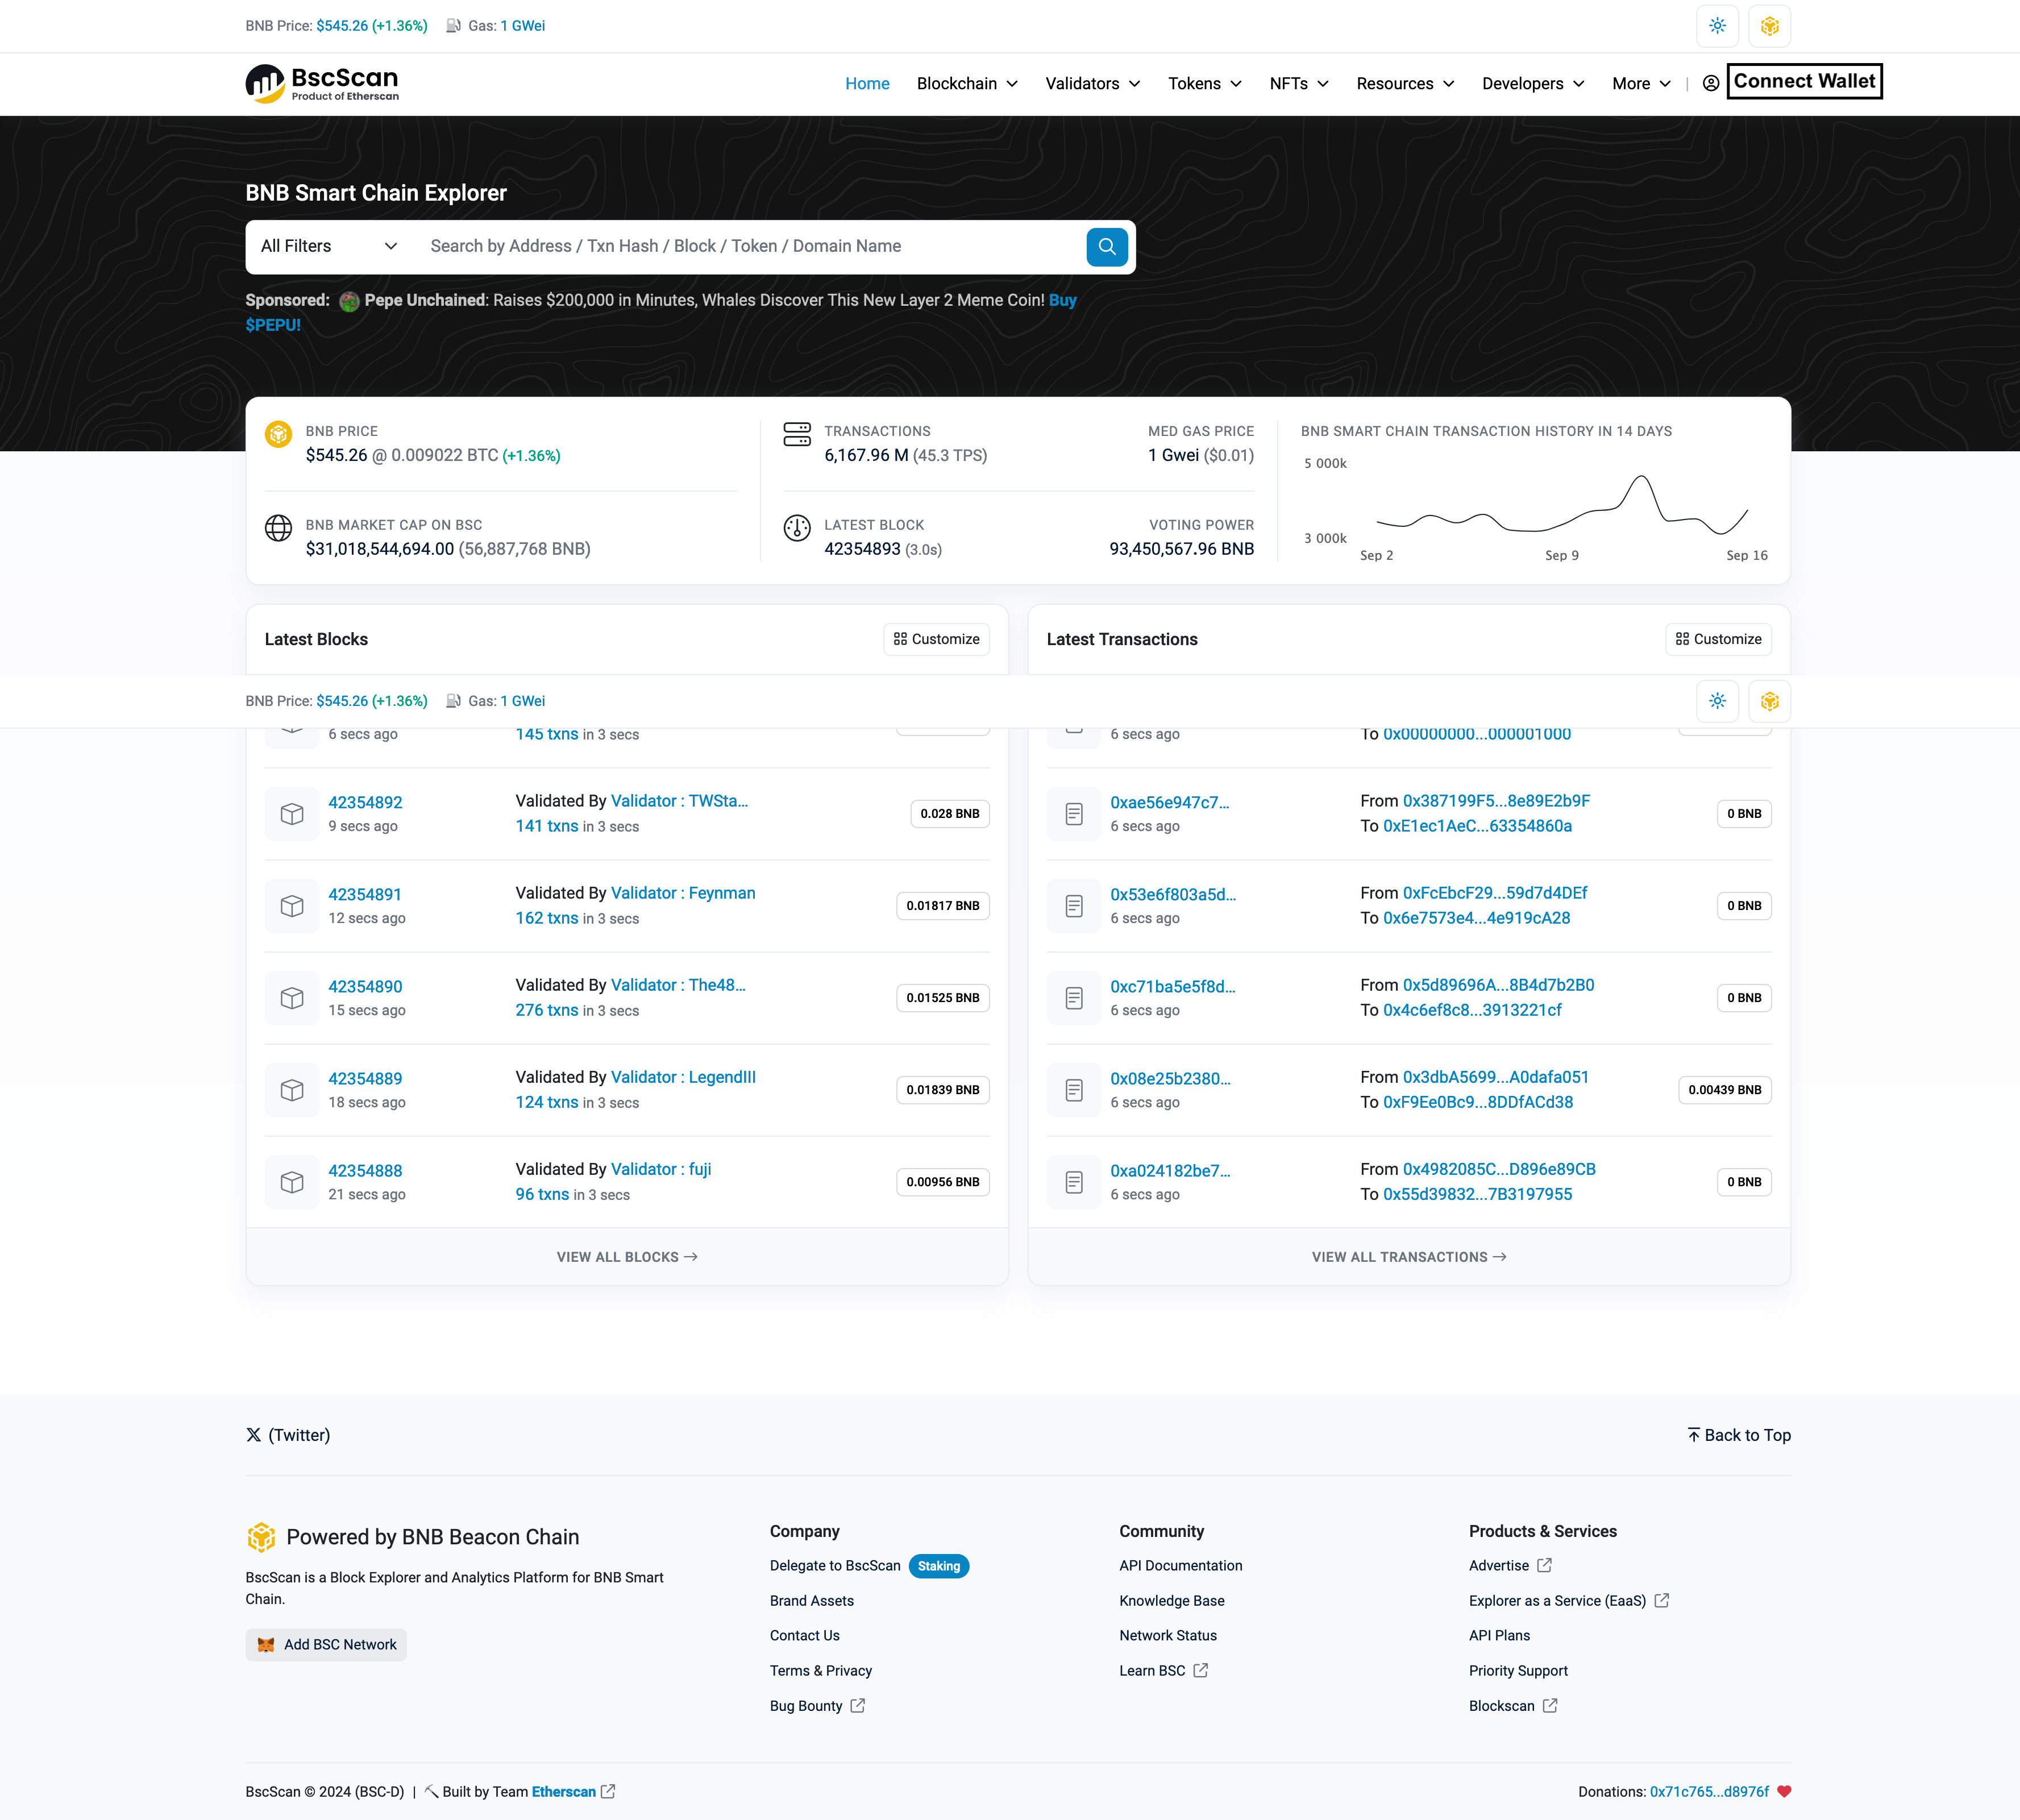 BNB Price: $545.26 (+1.36%) Gas: 1 GWei
BscScan
Product of Etherscan
Home Blockchain Validators Tokens NFTs Resources Developers More | Connect Wallet
BNB Smart Chain Explorer
All Filters Search by Address / Txn Hash / Block / Token / Domain Name
Sponsored: Pepe Unchained: Raises $200,000 in Minutes, Whales Discover This New Layer 2 Meme Coin! Buy
$PEPU!
BNB PRICE
$545.26 @ 0.009022 BTC (+1.36%)
BNB MARKET CAP ON BSC
$31,018,544,694.00 (56,887,768 BNB)
TRANSACTIONS
6,167.96 M (45.3 TPS)
MED GAS PRICE
1 Gwei ($0.01)
LATEST BLOCK
42354893 (3.0s)
VOTING POWER
93,450,567.96 BNB
BNB SMART CHAIN TRANSACTION HISTORY IN 14 DAYS
5 000k
3 000k
Sep 2 Sep 9 Sep 16
Latest Blocks
Customize
Latest Transactions
Customize
BNB Price: $545.26 (+1.36%) Gas: 1 GWei
6 secs ago 145 txns in 3 secs
42354892 Validated By Validator : TWSta...
9 secs ago 141 txns in 3 secs
0.028 BNB
42354891 Validated By Validator : Feynman
12 secs ago 162 txns in 3 secs
0.01817 BNB
42354890 Validated By Validator : The48...
15 secs ago 276 txns in 3 secs
0.01525 BNB
42354889 Validated By Validator : LegendIII
18 secs ago 124 txns in 3 secs
0.01839 BNB
42354888 Validated By Validator : fuji
21 secs ago 96 txns in 3 secs
0.00956 BNB
VIEW ALL BLOCKS →
6 secs ago To 0x00000000...000001000
0xae56e947c7... From 0x387199F5...8e89E2b9F
6 secs ago To 0xE1ec1AeC...63354860a
0 BNB
0x53e6f803a5d... From 0xFcEbcF29...59d7d4DEf
6 secs ago To 0x6e7573e4...4e919cA28
0 BNB
0xc71ba5e5f8d... From 0x5d89696A...8B4d7b2B0
6 secs ago To 0x4c6ef8c8...3913221cf
0 BNB
0x08e25b2380... From 0x3dbA5699...A0dafa051
6 secs ago To 0xF9Ee0Bc9...8DDfACd38
0.00439 BNB
0xa024182be7... From 0x4982085C...D896e89CB
6 secs ago To 0x55d39832...7B3197955
0 BNB
VIEW ALL TRANSACTIONS →
X (Twitter)
Back to Top
Powered by BNB Beacon Chain
BscScan is a Block Explorer and Analytics Platform for BNB Smart
Chain.
Add BSC Network
Company
Delegate to BscScan Staking
Brand Assets
Contact Us
Terms & Privacy
Bug Bounty
Community
API Documentation
Knowledge Base
Network Status
Learn BSC
Products & Services
Advertise
Explorer as a Service (EaaS)
API Plans
Priority Support
Blockscan
BscScan © 2024 (BSC-D) | Built by Team Etherscan
Donations: 0x71c765...d8976f